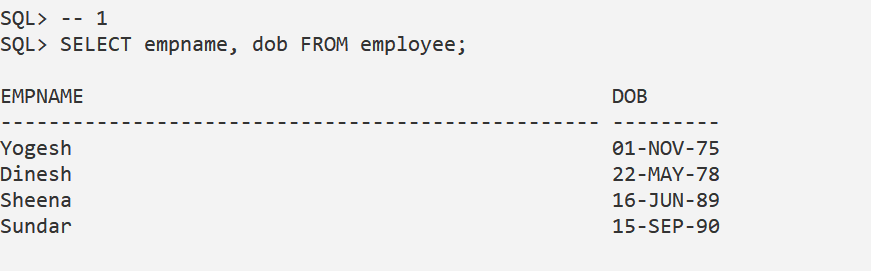 SQL> -- 1
SQL> SELECT empname, dob FROM employee;
EMPNAME                                            DOB
-------------------------------------------------- ---------
Yogesh                                             01-NOV-75
Dinesh                                             22-MAY-78
Sheena                                             16-JUN-89
Sundar                                             15-SEP-90